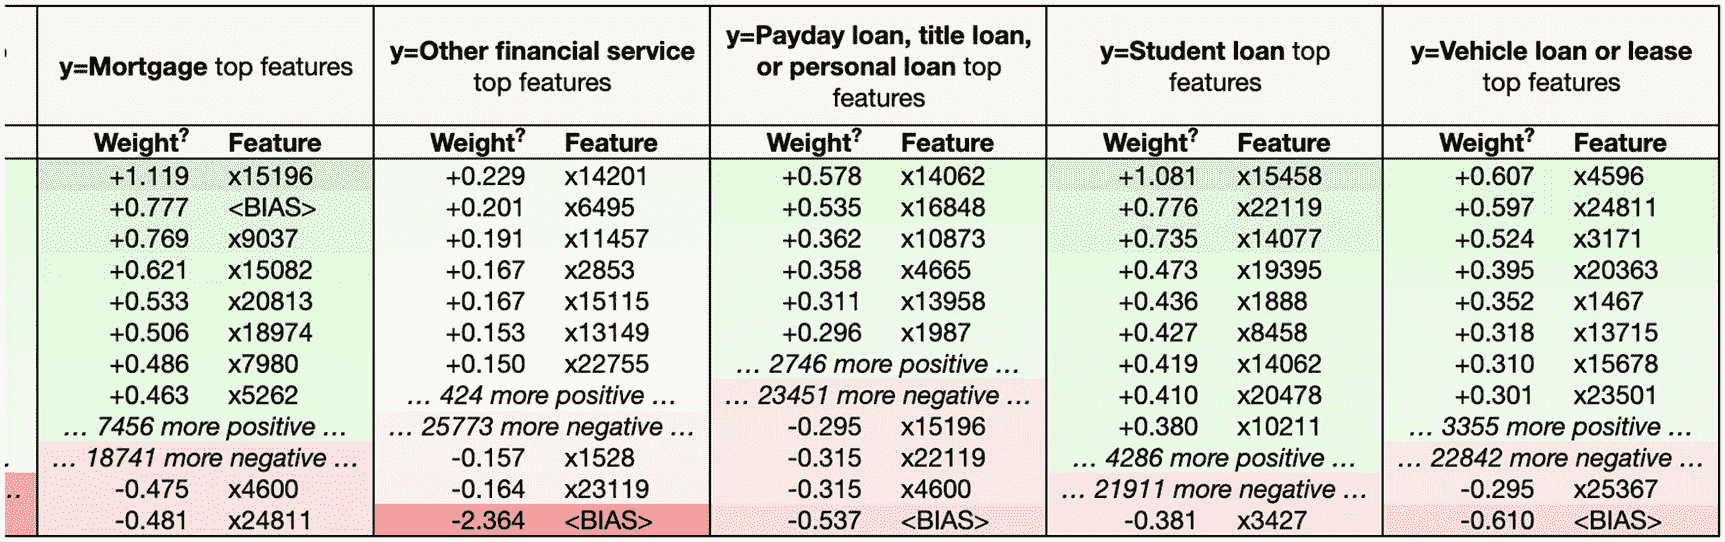 y=Mortgage top features
Weight? Feature
+1.119 x15196
+0.777 <BIAS>
+0.769 x9037
+0.621 x15082
+0.533 x20813
+0.506 x18974
+0.486 x7980
+0.463 x5262
… 7456 more positive …
… 18741 more negative …
-0.475 x4600
-0.481 x24811
y=Other financial service
top features
Weight? Feature
+0.229 x14201
+0.201 x6495
+0.191 x11457
+0.167 x2853
+0.167 x15115
+0.153 x13149
+0.150 x22755
… 424 more positive …
… 25773 more negative …
-0.157 x1528
-0.164 x23119
-2.364 <BIAS>
y=Payday loan, title loan,
or personal loan top
features
Weight? Feature
+0.578 x14062
+0.535 x16848
+0.362 x10873
+0.358 x4665
+0.311 x13958
+0.296 x1987
… 2746 more positive …
… 23451 more negative …
-0.295 x15196
-0.315 x22119
-0.315 x4600
-0.537 <BIAS>
y=Student loan top
features
Weight? Feature
+1.081 x15458
+0.776 x22119
+0.735 x14077
+0.473 x19395
+0.436 x1888
+0.427 x8458
+0.419 x14062
+0.410 x20478
+0.380 x10211
… 4286 more positive …
… 21911 more negative …
-0.381 x3427
y=Vehicle loan or lease
top features
Weight? Feature
+0.607 x4596
+0.597 x24811
+0.524 x3171
+0.395 x20363
+0.352 x1467
+0.318 x13715
+0.310 x15678
+0.301 x23501
… 3355 more positive …
… 22842 more negative …
-0.295 x25367
-0.610 <BIAS>